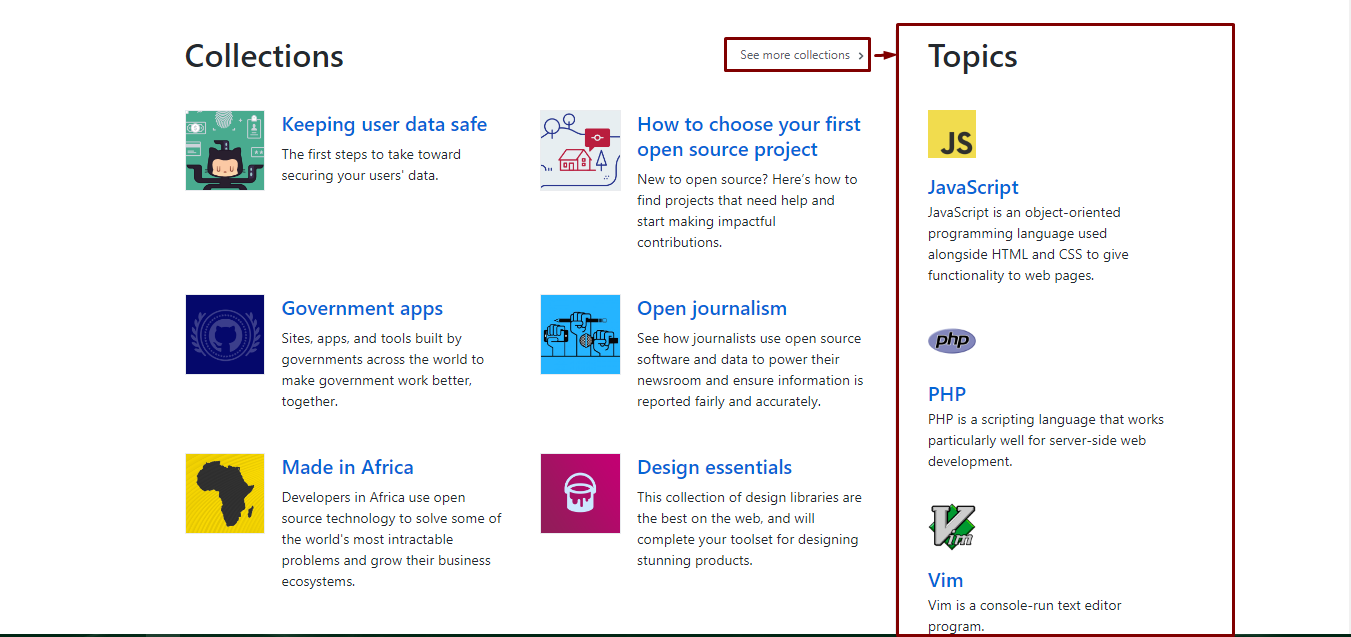 Collections
See more collections
Keeping user data safe
The first steps to take toward
securing your users' data.
How to choose your first
open source project
New to open source? Here's how to
find projects that need help and
start making impactful
contributions.
Government apps
Sites, apps, and tools built by
governments across the world to
make government work better,
together.
Open journalism
See how journalists use open source
software and data to power their
newsroom and ensure information is
reported fairly and accurately.
Made in Africa
Developers in Africa use open
source technology to solve some of
the world's most intractable
problems and grow their business
ecosystems.
Design essentials
This collection of design libraries are
the best on the web, and will
complete your toolset for designing
stunning products.
Topics
JS
JavaScript
JavaScript is an object-oriented
programming language used
alongside HTML and CSS to give
functionality to web pages.
php
PHP
PHP is a scripting language that works
particularly well for server-side web
development.
Vim
Vim
Vim is a console-run text editor
program.